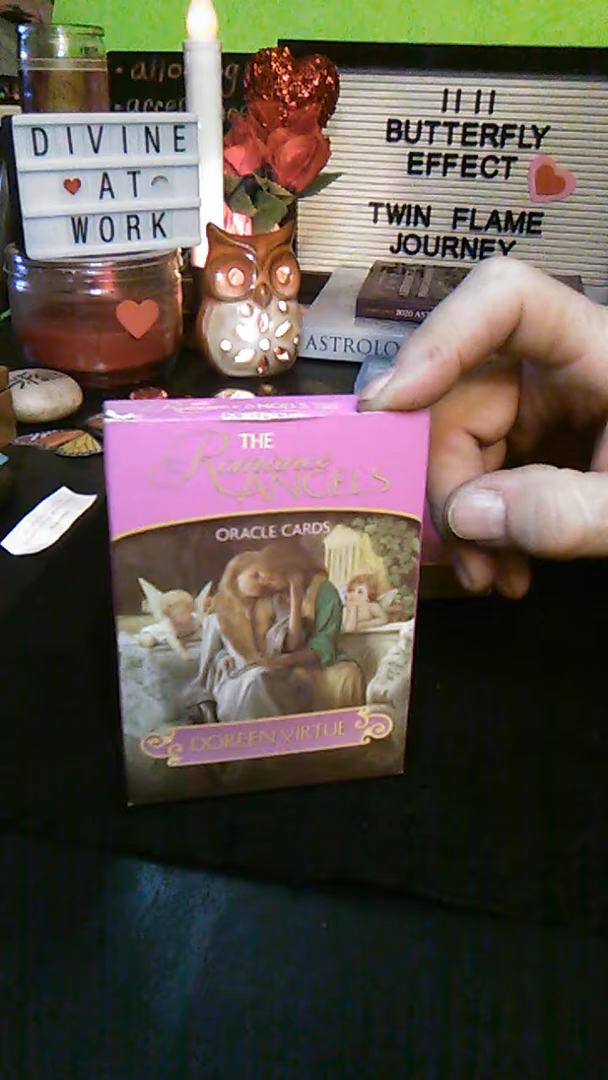 DIVINE
AT
WORK
1111
BUTTERFLY
EFFECT
TWIN FLAME
JOURNEY
ASTROLO
THE
Romance
ANGELS
ORACLE CARDS
DOREEN VIRTUE